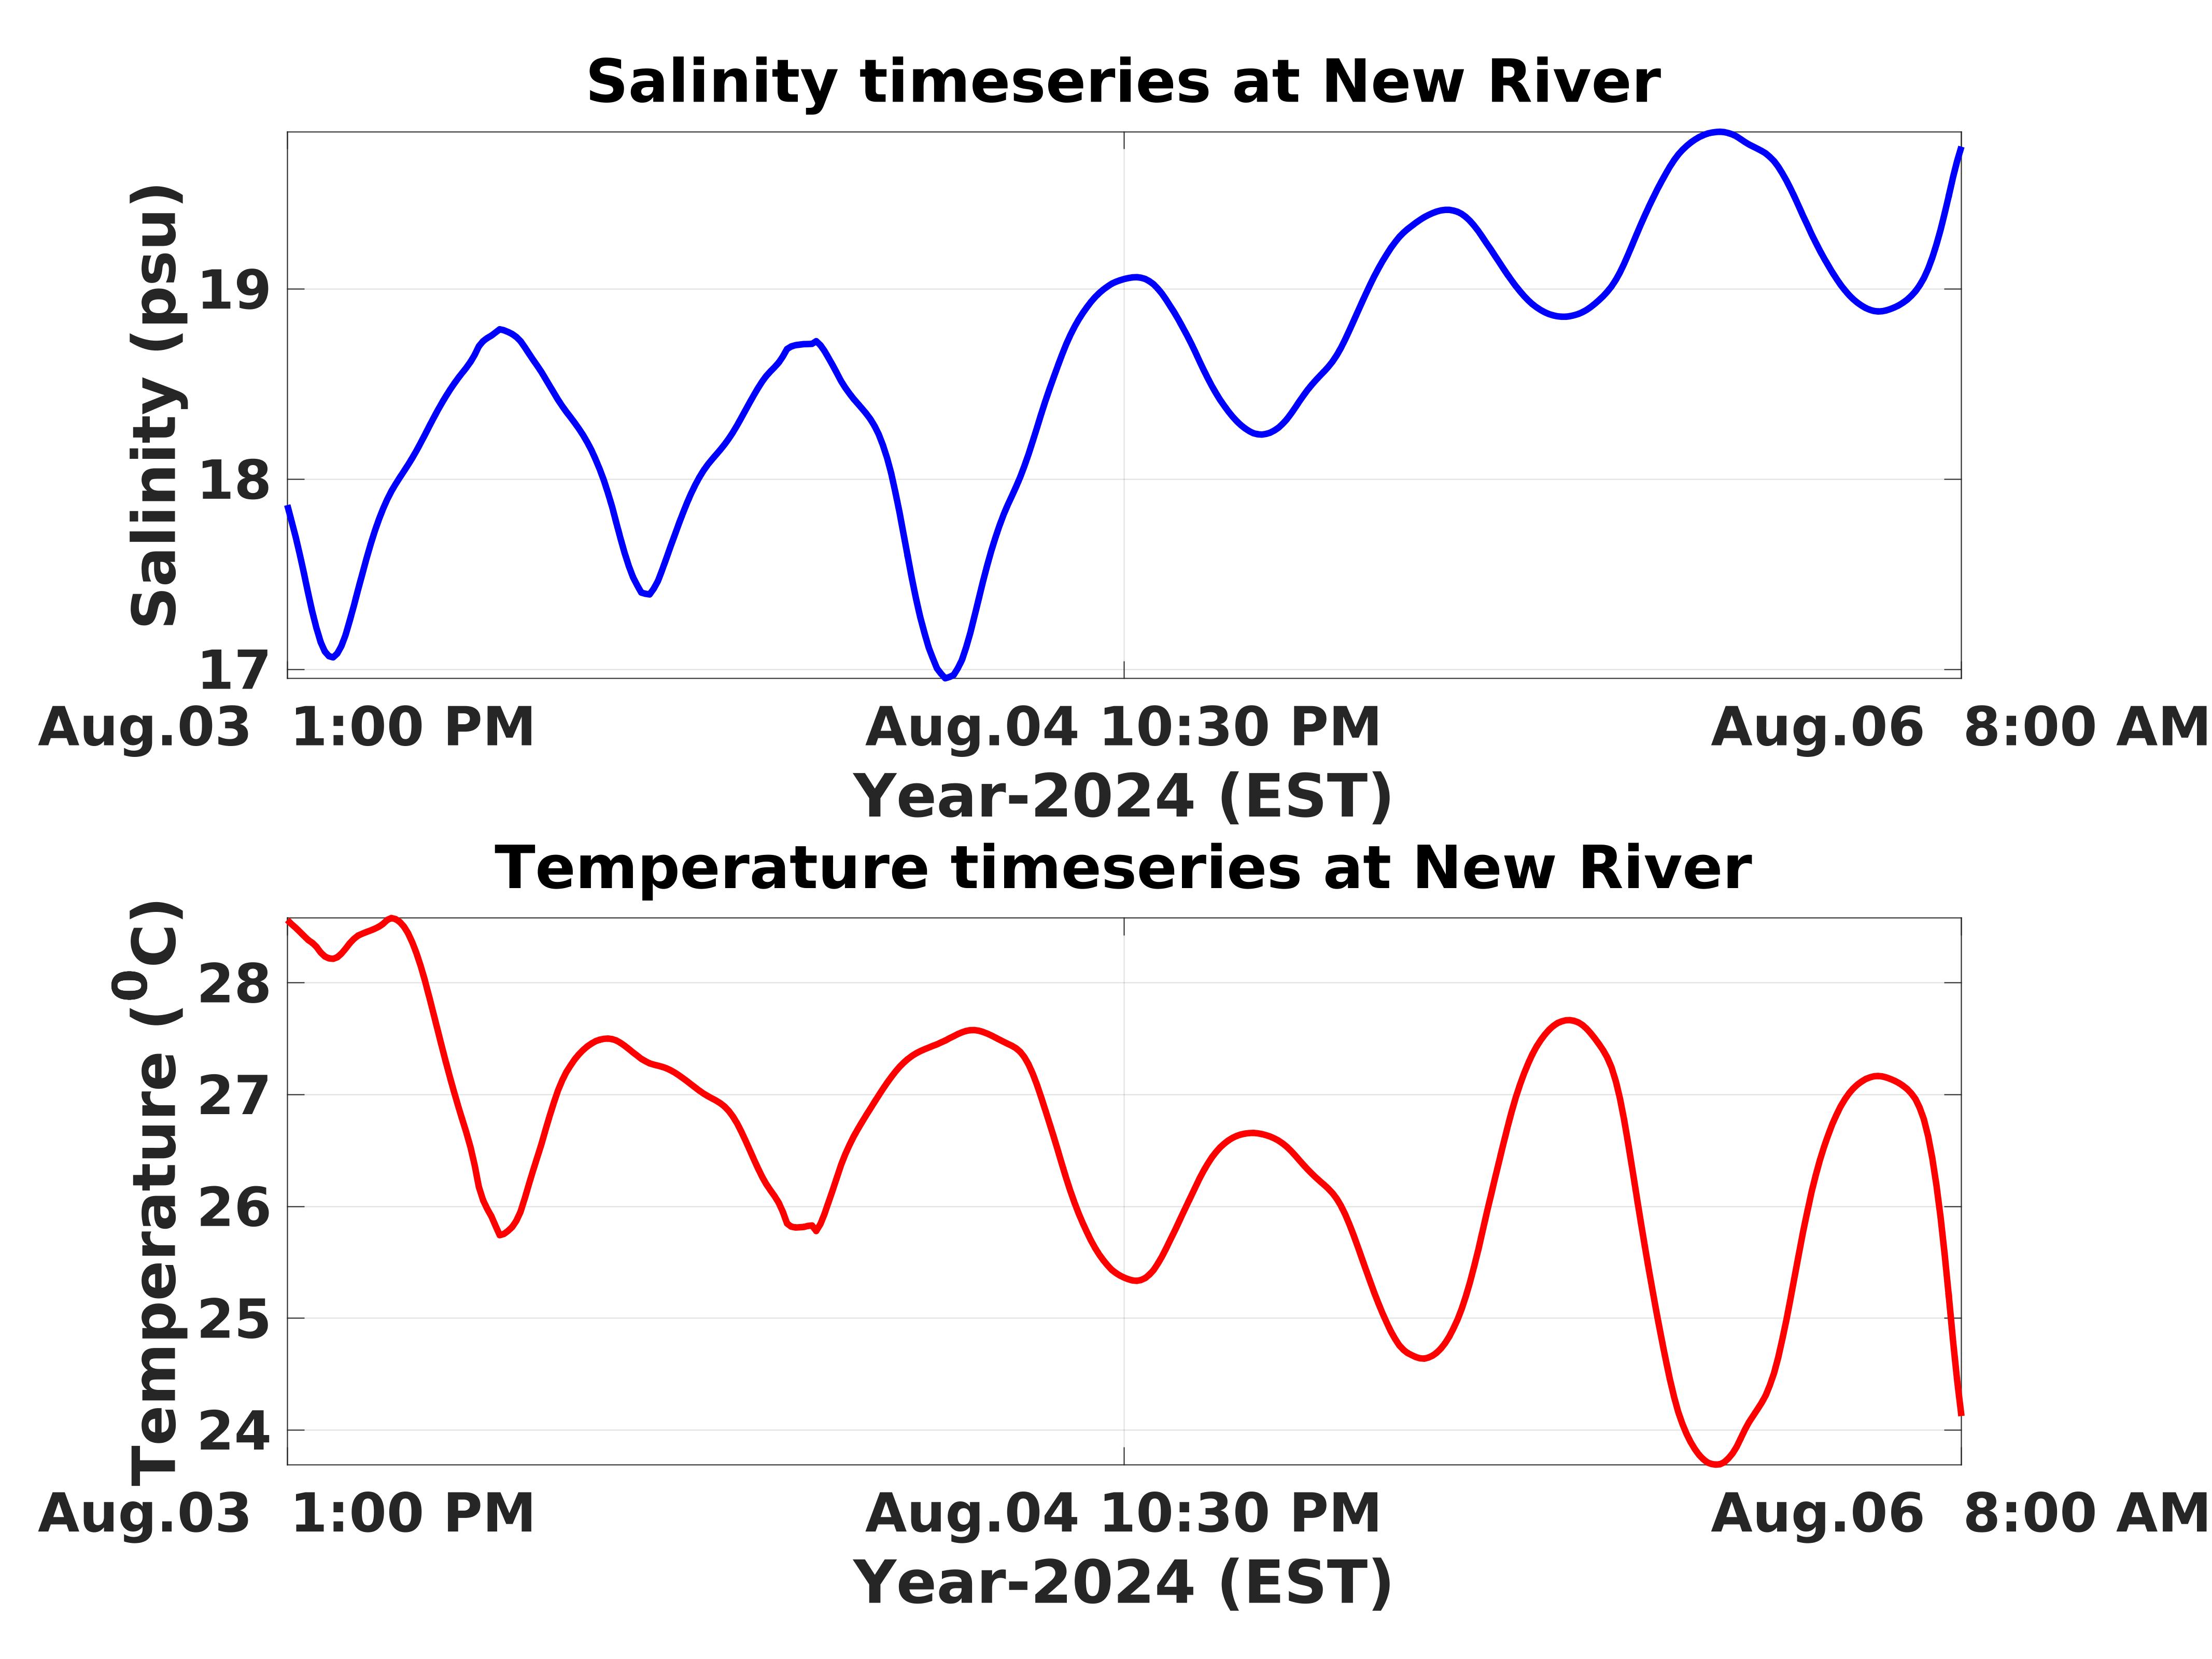 Salinity timeseries at New River
Salinity (psu)
19
18
17
Aug.03 1:00 PM
Aug.04 10:30 PM
Aug.06 8:00 AM
Year-2024 (EST)
Temperature timeseries at New River
Temperature (⁰C)
28
27
26
25
24
Aug.03 1:00 PM
Aug.04 10:30 PM
Aug.06 8:00 AM
Year-2024 (EST)